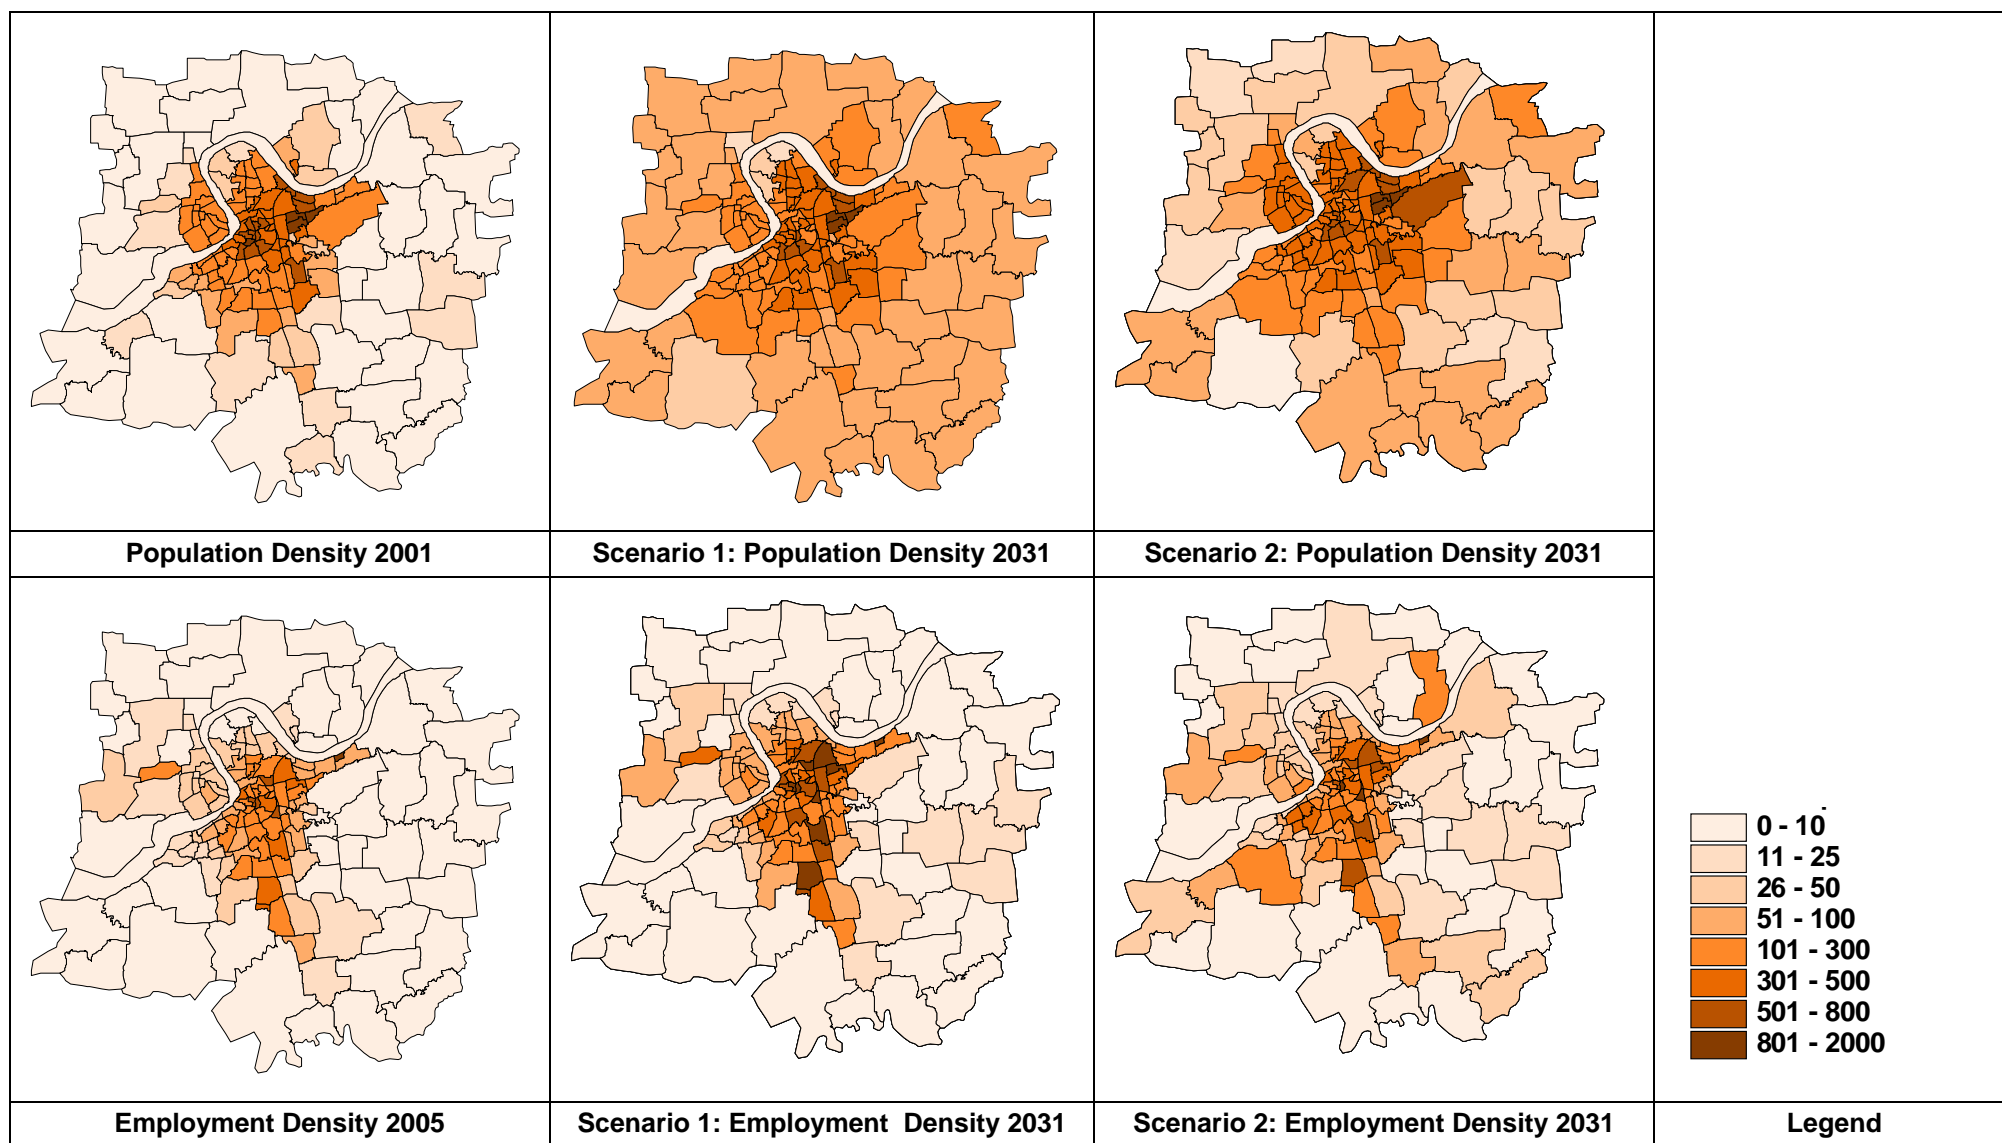 Population Density 2001
Scenario 1: Population Density 2031
Scenario 2: Population Density 2031
Employment Density 2005
Scenario 1: Employment  Density 2031
Scenario 2: Employment Density 2031
0 - 10
11 - 25
26 - 50
51 - 100
101 - 300
301 - 500
501 - 800
801 - 2000
Legend